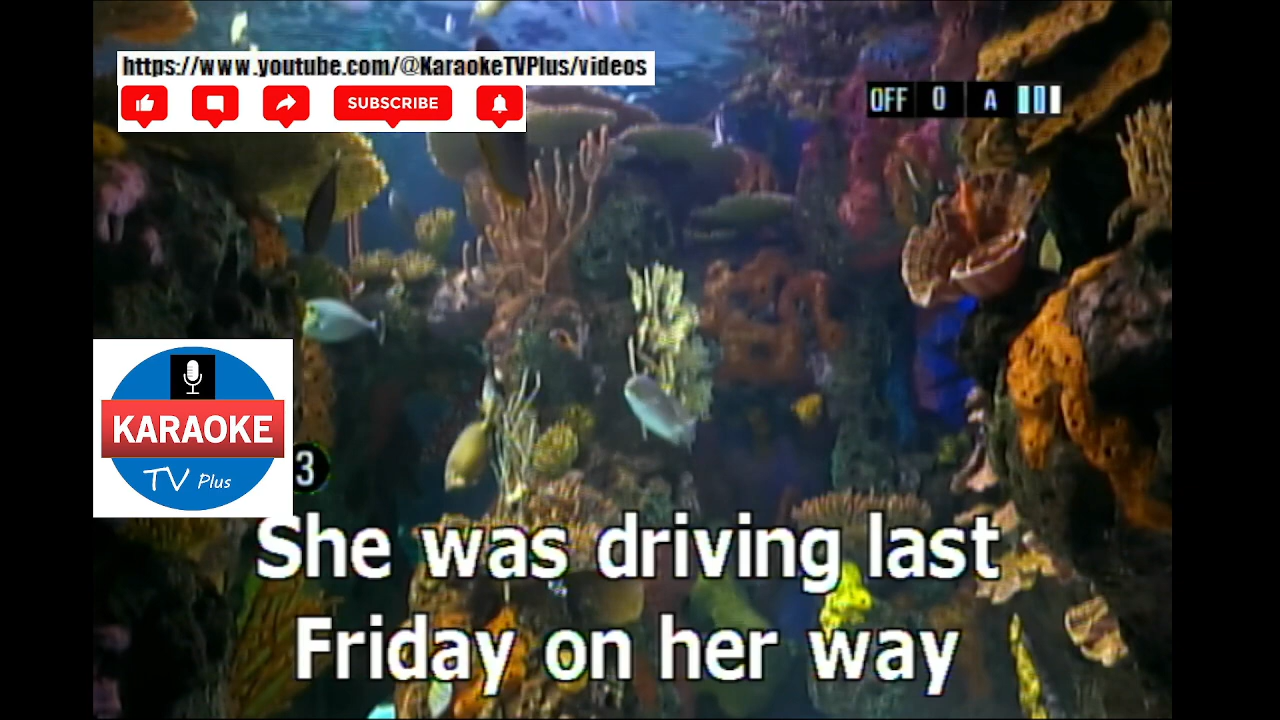 https://www.youtube.com/@KaraokeTVPlus/videos
SUBSCRIBE
OFF 0 A
KARAOKE
TV Plus
3
She was driving last
Friday on her way